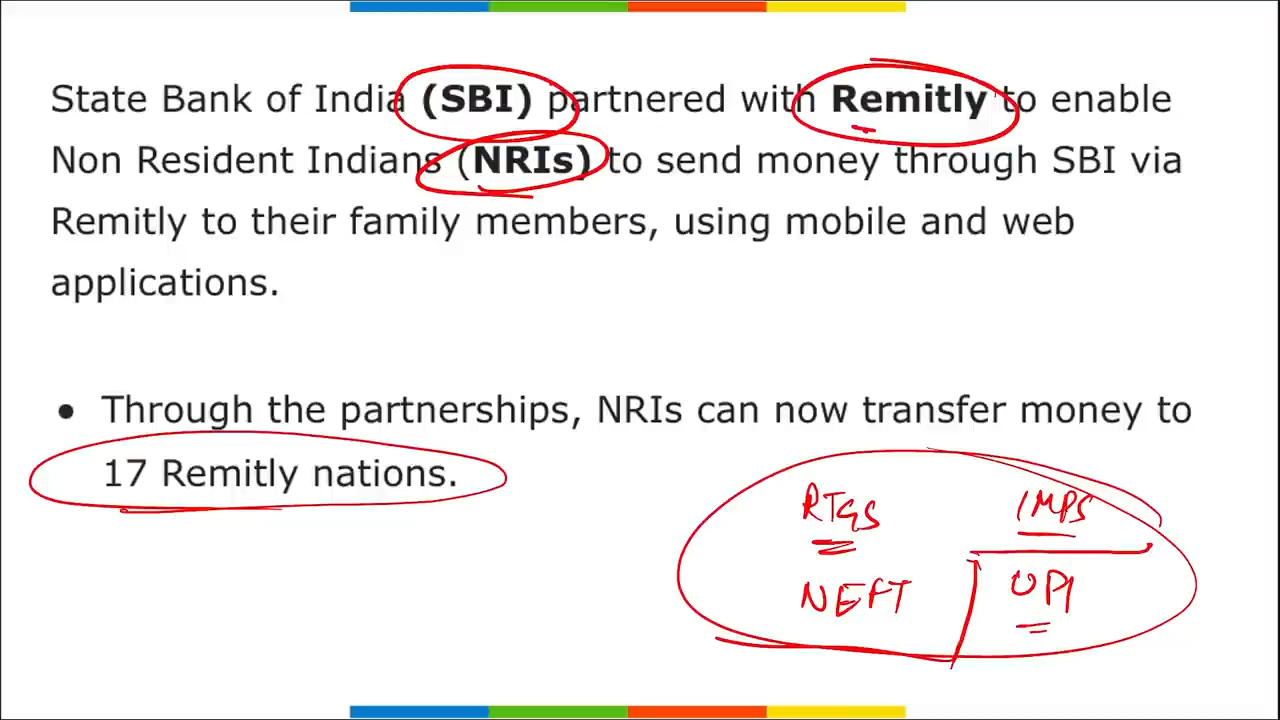 State Bank of India (SBI) partnered with Remitly to enable
Non Resident Indians (NRIs) to send money through SBI via
Remitly to their family members, using mobile and web
applications.
• Through the partnerships, NRIs can now transfer money to
17 Remitly nations.
RTGS IMPS
NEFT UPI